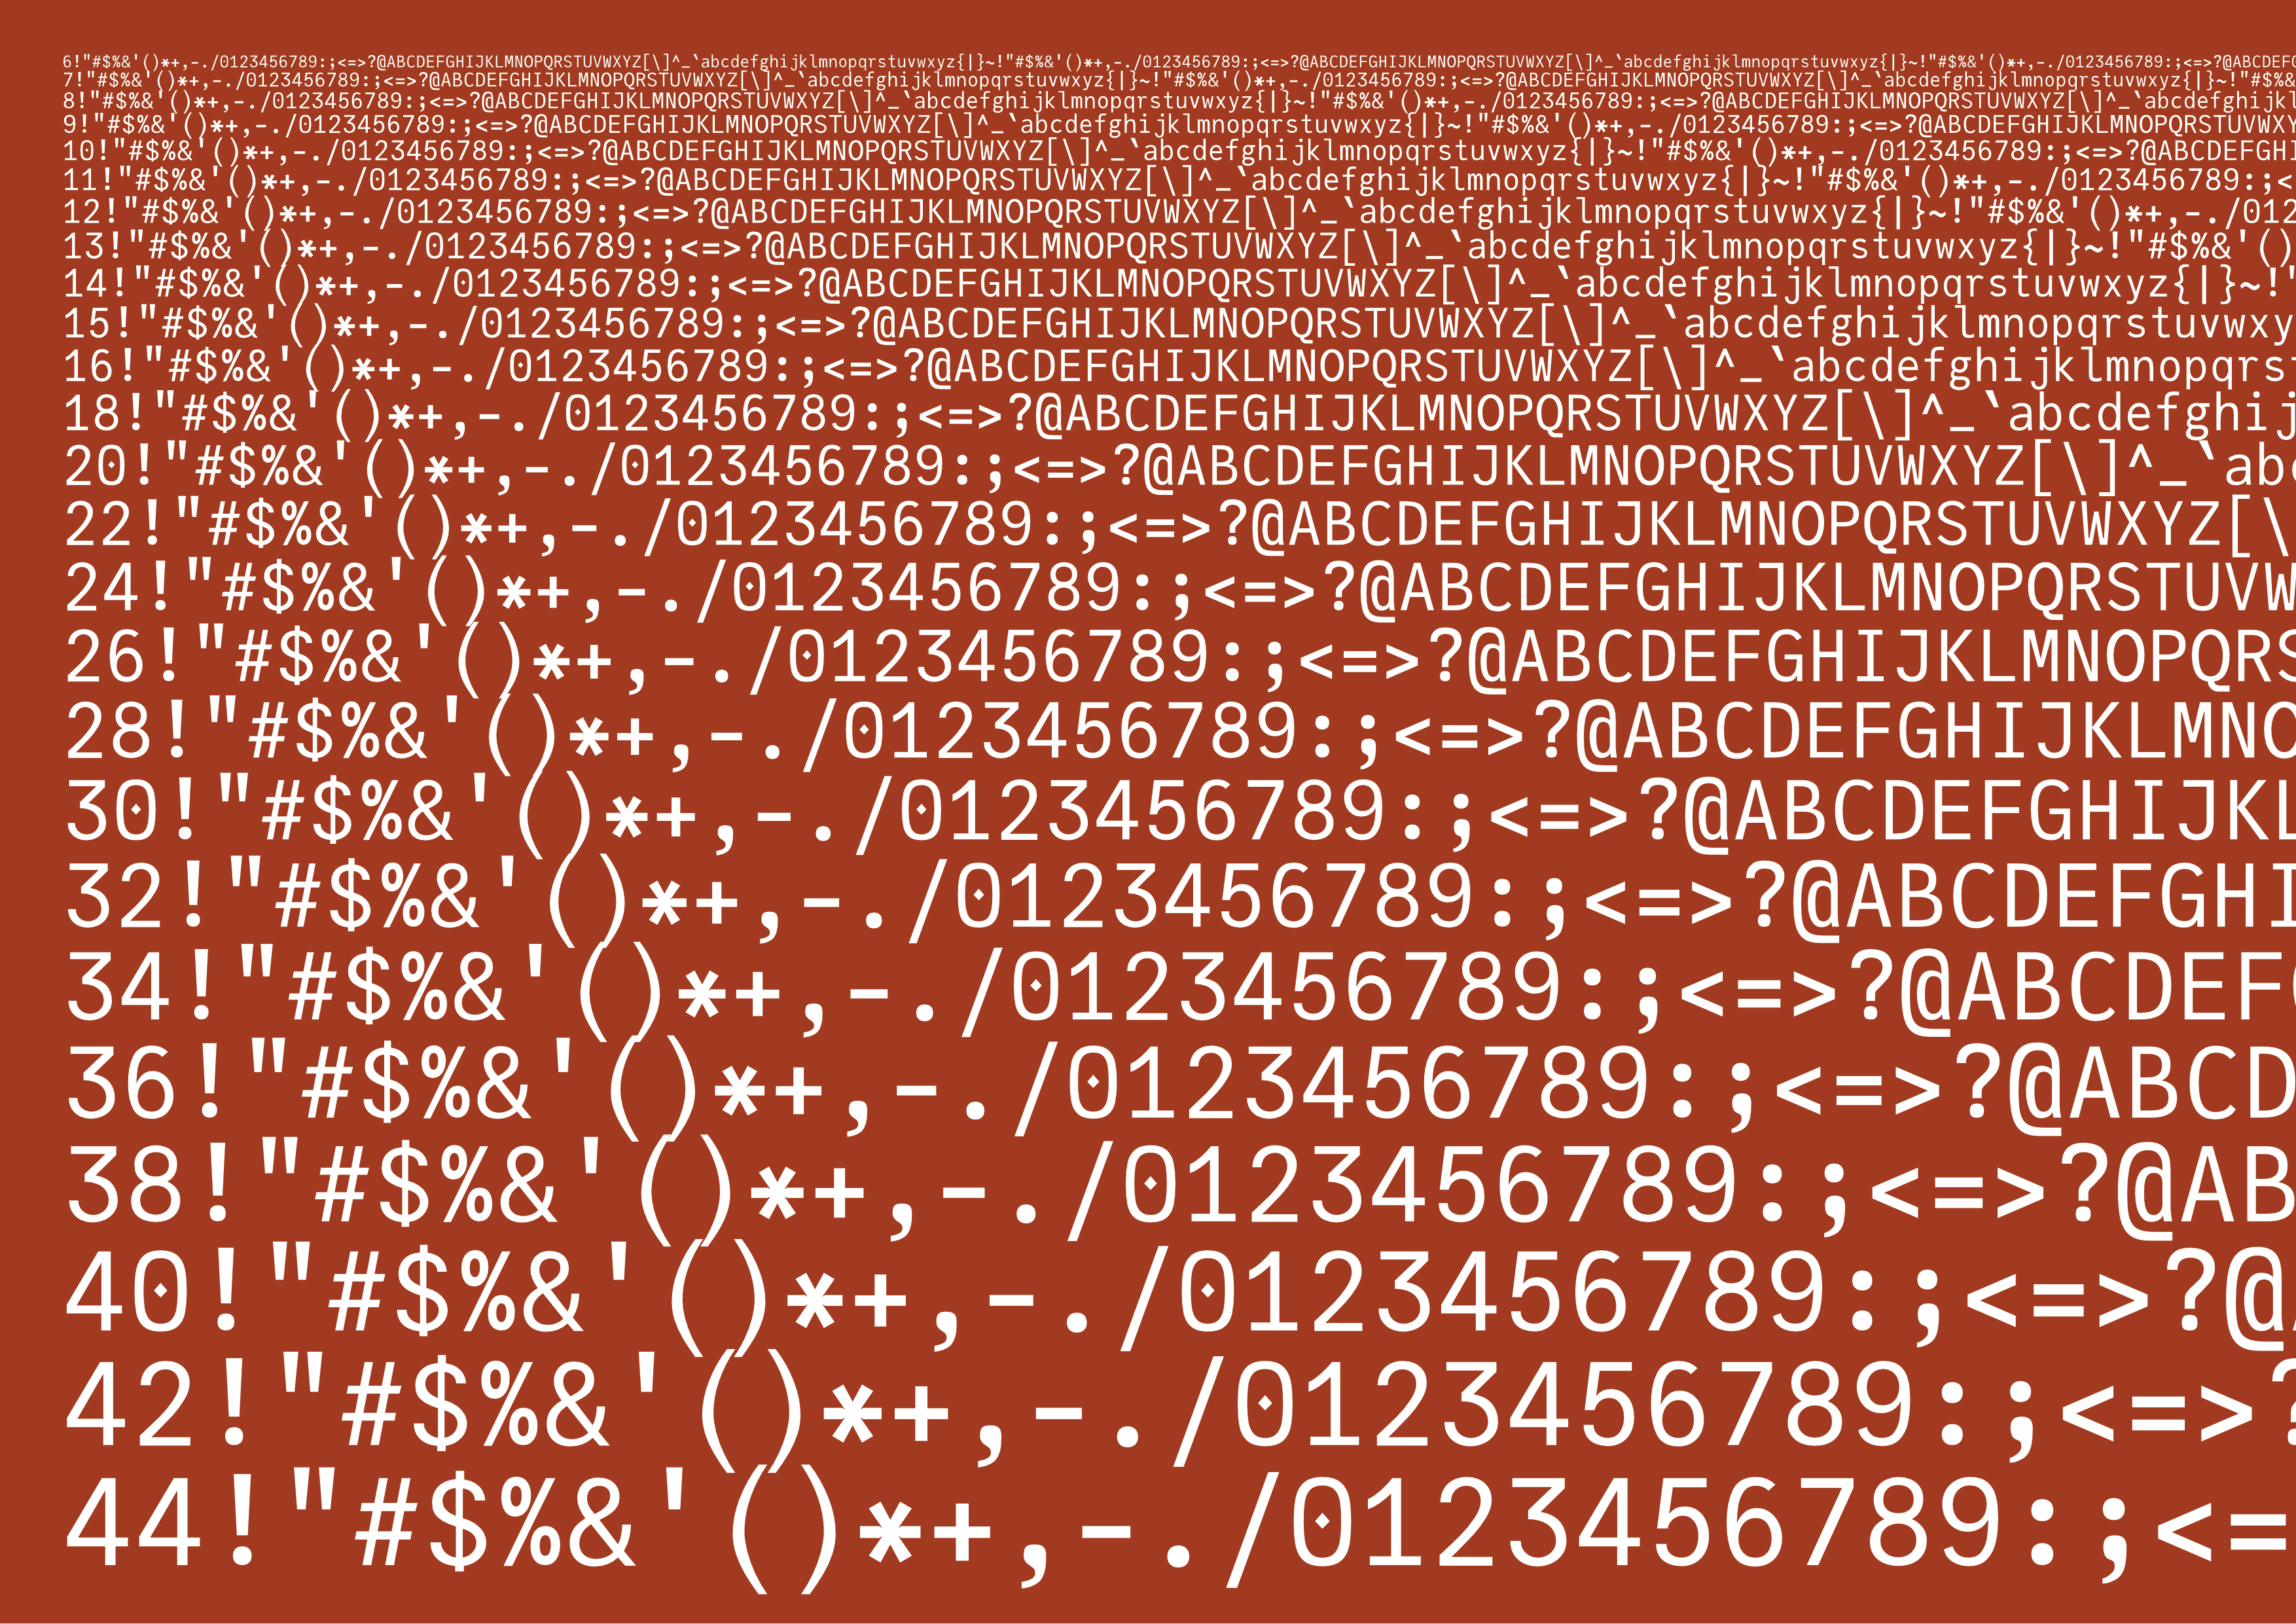 6!"#$%&'()*+,-./0123456789:;<=>?@ABCDEFGHIJKLMNOPQRSTUVWXYZ[\]^_`abcdefghijklmnopqrstuvwxyz{|}~!"#$%&'()*+,-./0123456789:;<=>?@ABCDEFGHIJKLMNOPQRSTUVWXYZ[\]^_`abcdefghijklmnopqrstuvwxyz{|}~!"#$%&'()*+,-./0123456789:;<=>?@ABCDEF
7!"#$%&'()*+,-./0123456789:;<=>?@ABCDEFGHIJKLMNOPQRSTUVWXYZ[\]^_`abcdefghijklmnopqrstuvwxyz{|}~!"#$%&'()*+,-./0123456789:;<=>?@ABCDEFGHIJKLMNOPQRSTUVWXYZ[\]^_`abcdefghijklmnopqrstuvwxyz{|}~!"#$%&
8!"#$%&'()*+,-./0123456789:;<=>?@ABCDEFGHIJKLMNOPQRSTUVWXYZ[\]^_`abcdefghijklmnopqrstuvwxyz{|}~!"#$%&'()*+,-./0123456789:;<=>?@ABCDEFGHIJKLMNOPQRSTUVWXYZ[\]^_`abcdefghijkl
9!"#$%&'()*+,-./0123456789:;<=>?@ABCDEFGHIJKLMNOPQRSTUVWXYZ[\]^_`abcdefghijklmnopqrstuvwxyz{|}~!"#$%&'()*+,-./0123456789:;<=>?@ABCDEFGHIJKLMNOPQRSTUVWXY
10!"#$%&'()*+,-./0123456789:;<=>?@ABCDEFGHIJKLMNOPQRSTUVWXYZ[\]^_`abcdefghijklmnopqrstuvwxyz{|}~!"#$%&'()*+,-./0123456789:;<=>?@ABCDEFGHI
11!"#$%&'()*+,-./0123456789:;<=>?@ABCDEFGHIJKLMNOPQRSTUVWXYZ[\]^_`abcdefghijklmnopqrstuvwxyz{|}~!"#$%&'()*+,-./0123456789:;<
12!"#$%&'()*+,-./0123456789:;<=>?@ABCDEFGHIJKLMNOPQRSTUVWXYZ[\]^_`abcdefghijklmnopqrstuvwxyz{|}~!"#$%&'()*+,-./012
13!"#$%&'()*+,-./0123456789:;<=>?@ABCDEFGHIJKLMNOPQRSTUVWXYZ[\]^_`abcdefghijklmnopqrstuvwxyz{|}~!"#$%&'()
14!"#$%&'()*+,-./0123456789:;<=>?@ABCDEFGHIJKLMNOPQRSTUVWXYZ[\]^_`abcdefghijklmnopqrstuvwxyz{|}~!"
15!"#$%&'()*+,-./0123456789:;<=>?@ABCDEFGHIJKLMNOPQRSTUVWXYZ[\]^_`abcdefghijklmnopqrstuvwxy
16!"#$%&'()*+,-./0123456789:;<=>?@ABCDEFGHIJKLMNOPQRSTUVWXYZ[\]^_`abcdefghijklmnopqrst
18!"#$%&'()*+,-./0123456789:;<=>?@ABCDEFGHIJKLMNOPQRSTUVWXYZ[\]^_`abcdefghij
20!"#$%&'()*+,-./0123456789:;<=>?@ABCDEFGHIJKLMNOPQRSTUVWXYZ[\]^_`abc
22!"#$%&'()*+,-./0123456789:;<=>?@ABCDEFGHIJKLMNOPQRSTUVWXYZ[\
24!"#$%&'()*+,-./0123456789:;<=>?@ABCDEFGHIJKLMNOPQRSTUVW
26!"#$%&'()*+,-./0123456789:;<=>?@ABCDEFGHIJKLMNOPQRS
28!"#$%&'()*+,-./0123456789:;<=>?@ABCDEFGHIJKLMNO
30!"#$%&'()*+,-./0123456789:;<=>?@ABCDEFGHIJKL
32!"#$%&'()*+,-./0123456789:;<=>?@ABCDEFGHI
34!"#$%&'()*+,-./0123456789:;<=>?@ABCDEFG
36!"#$%&'()*+,-./0123456789:;<=>?@ABCD
38!"#$%&'()*+,-./0123456789:;<=>?@AB
40!"#$%&'()*+,-./0123456789:;<=>?@A
42!"#$%&'()*+,-./0123456789:;<=>?
44!"#$%&'()*+,-./0123456789:;<=